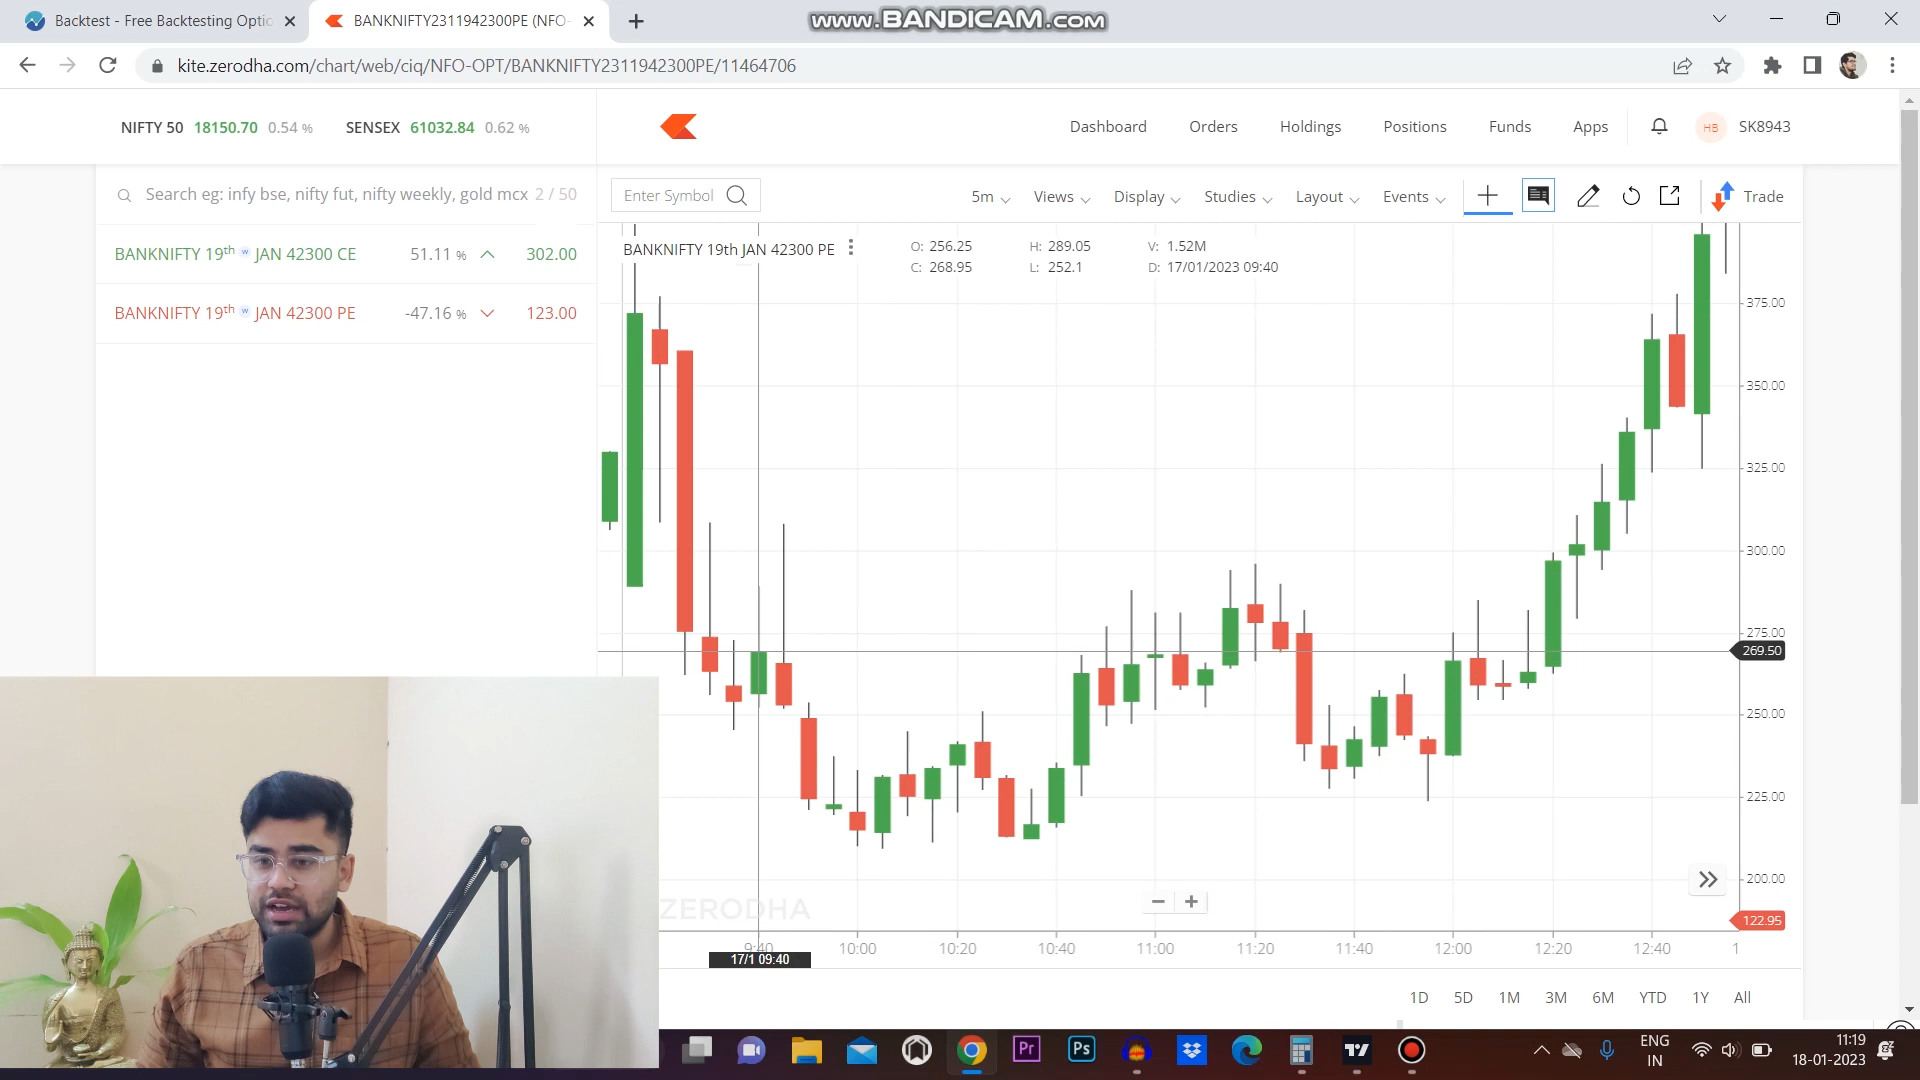 Backtest - Free Backtesting Optio
BANKNIFTY2311942300PE (NFO-
www.BANDICAM.com
kite.zerodha.com/chart/web/ciq/NFO-OPT/BANKNIFTY2311942300PE/11464706
NIFTY 50 18150.70 0.54 %
SENSEX 61032.84 0.62 %
Dashboard
Orders
Holdings
Positions
Funds
Apps
HB
SK8943
Search eg: infy bse, nifty fut, nifty weekly, gold mcx 2 / 50
Enter Symbol
5m
Views
Display
Studies
Layout
Events
Trade
BANKNIFTY 19th w JAN 42300 CE 51.11 % 302.00
BANKNIFTY 19th w JAN 42300 PE -47.16 % 123.00
BANKNIFTY 19th JAN 42300 PE
O: 256.25 H: 289.05 V: 1.52M
C: 268.95 L: 252.1 D: 17/01/2023 09:40
375.00
350.00
325.00
300.00
275.00
269.50
250.00
225.00
200.00
122.95
ZERODHA
9:40 10:00 10:20 10:40 11:00 11:20 11:40 12:00 12:20 12:40 1
17/1 09:40
1D 5D 1M 3M 6M YTD 1Y All
Pr
Ps
ENG
IN
11:19
18-01-2023